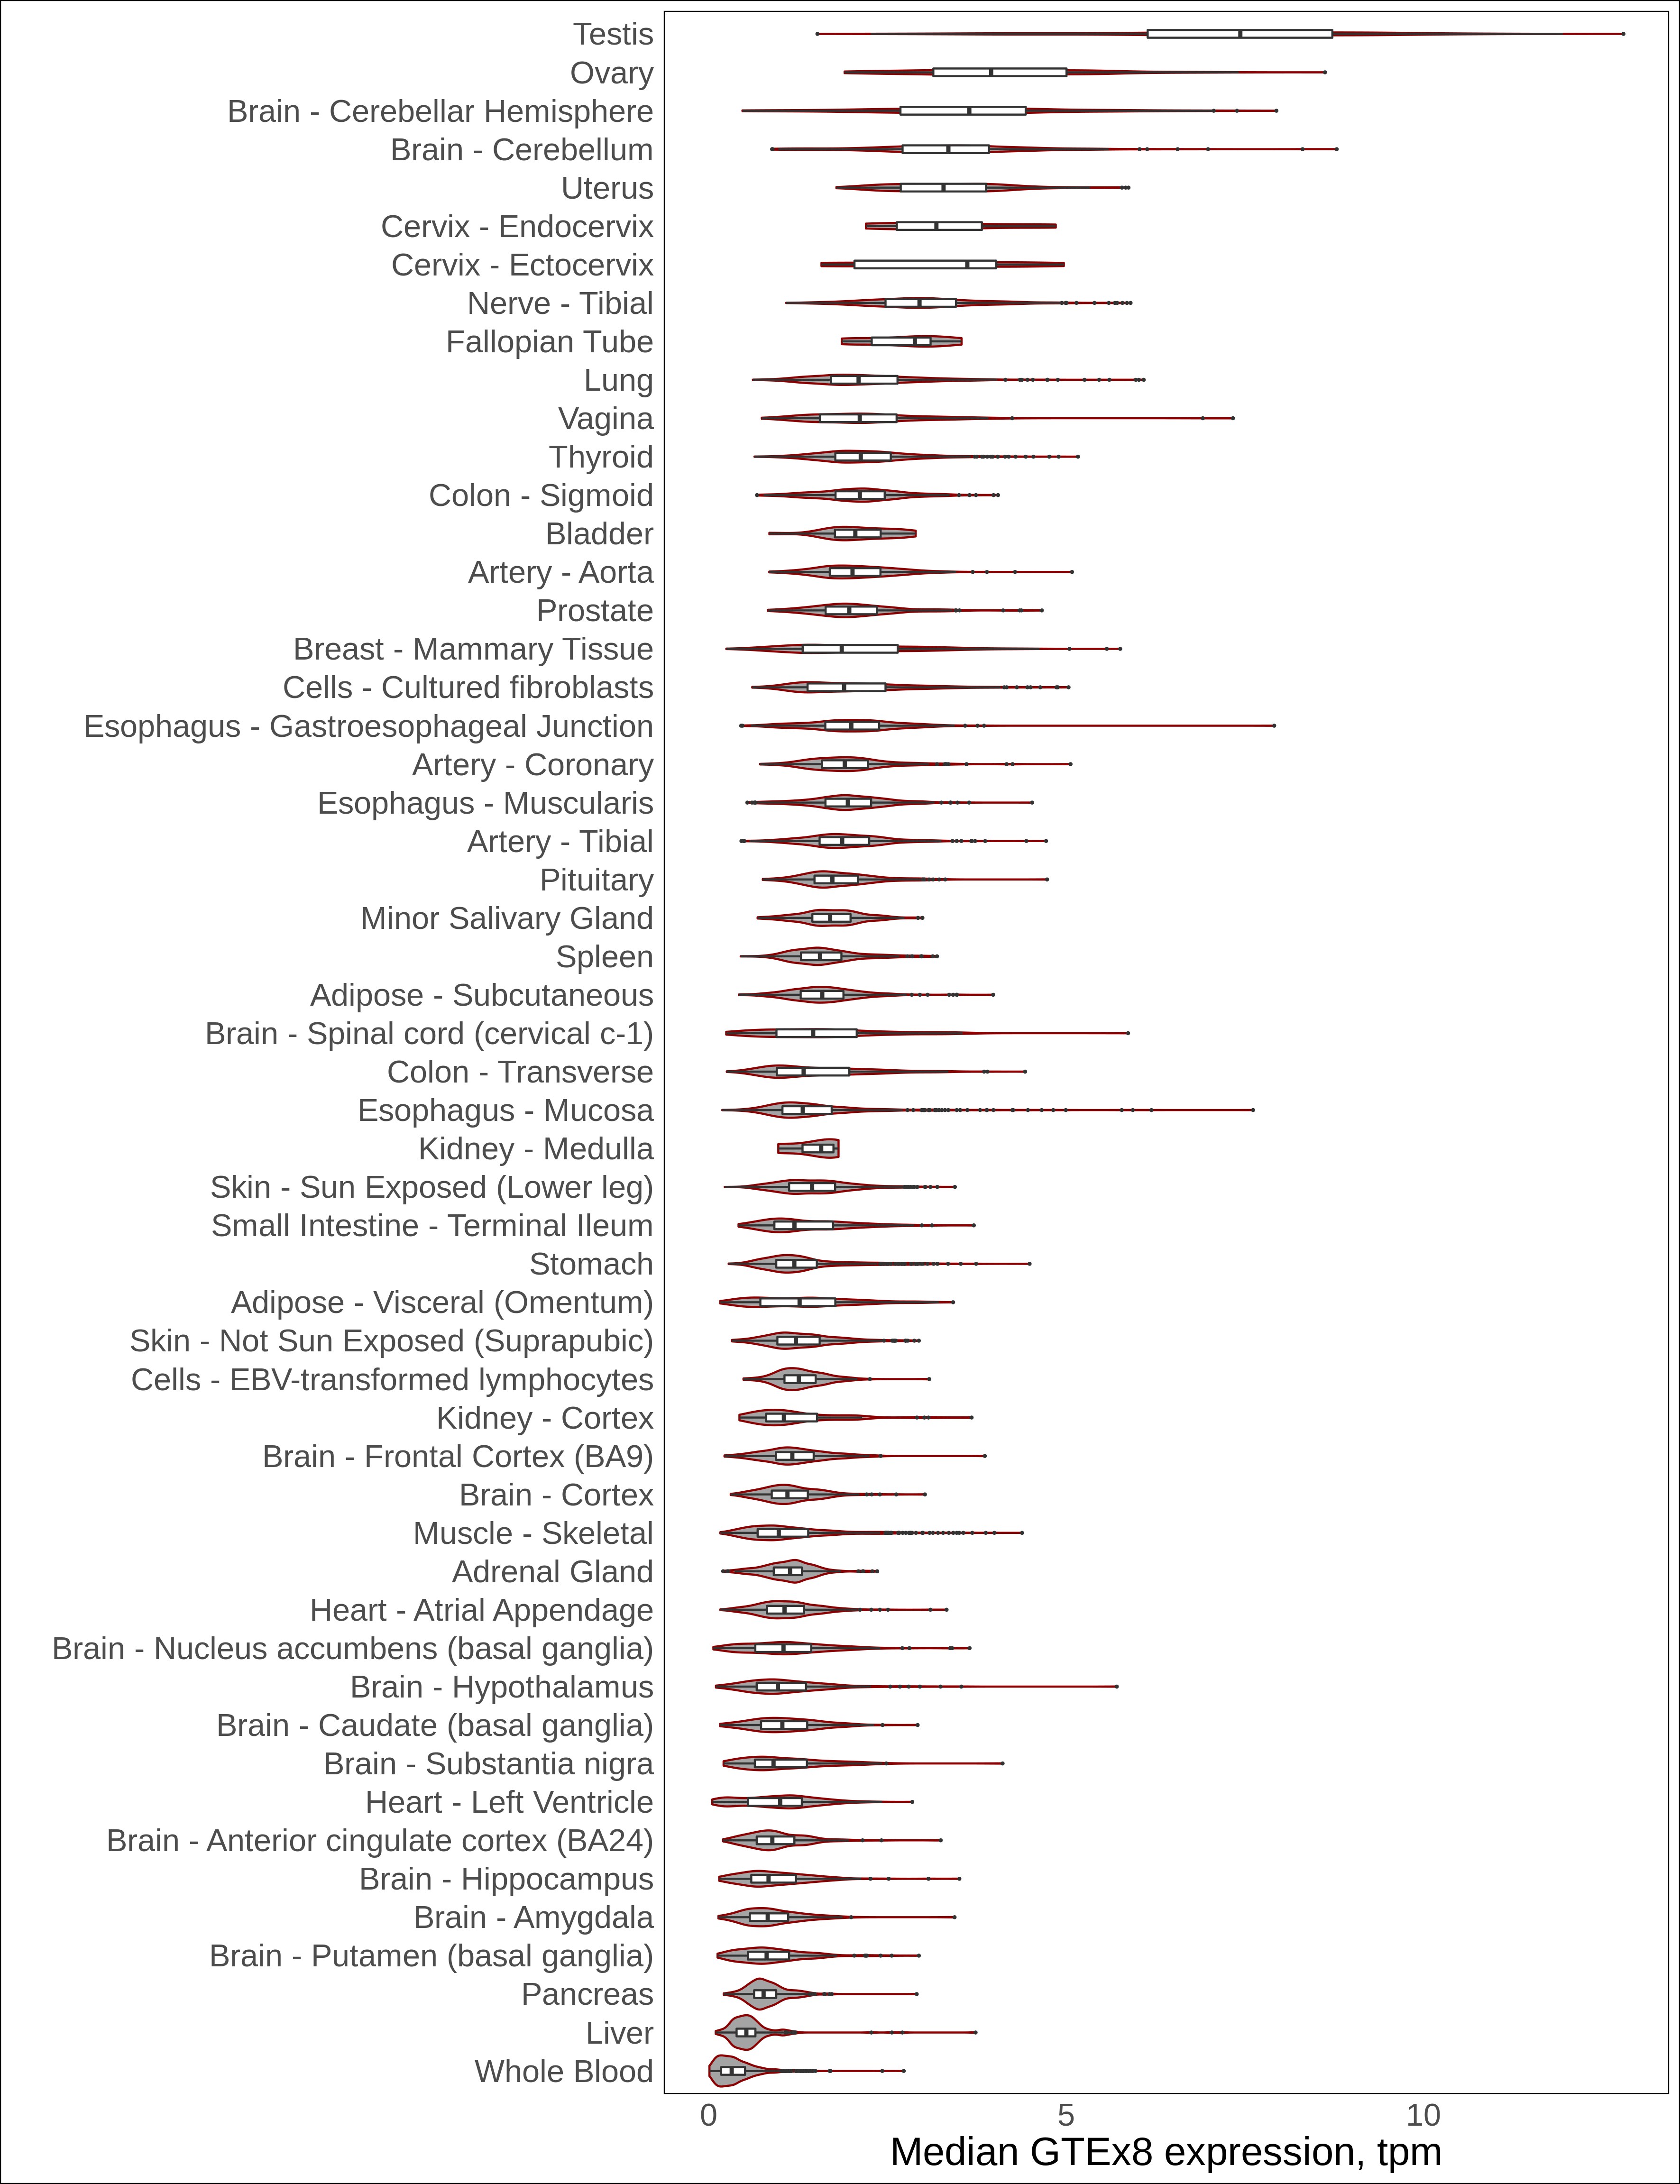 Testis
Ovary
Brain - Cerebellar Hemisphere
Brain - Cerebellum
Uterus
Cervix - Endocervix
Cervix - Ectocervix
Nerve - Tibial
Fallopian Tube
Lung
Vagina
Thyroid
Colon - Sigmoid
Bladder
Artery - Aorta
Prostate
Breast - Mammary Tissue
Cells - Cultured fibroblasts
Esophagus - Gastroesophageal Junction
Artery - Coronary
Esophagus - Muscularis
Artery - Tibial
Pituitary
Minor Salivary Gland
Spleen
Adipose - Subcutaneous
Brain - Spinal cord (cervical c-1)
Colon - Transverse
Esophagus - Mucosa
Kidney - Medulla
Skin - Sun Exposed (Lower leg)
Small Intestine - Terminal Ileum
Stomach
Adipose - Visceral (Omentum)
Skin - Not Sun Exposed (Suprapubic)
Cells - EBV-transformed lymphocytes
Kidney - Cortex
Brain - Frontal Cortex (BA9)
Brain - Cortex
Muscle - Skeletal
Adrenal Gland
Heart - Atrial Appendage
Brain - Nucleus accumbens (basal ganglia)
Brain - Hypothalamus
Brain - Caudate (basal ganglia)
Brain - Substantia nigra
Heart - Left Ventricle
Brain - Anterior cingulate cortex (BA24)
Brain - Hippocampus
Brain - Amygdala
Brain - Putamen (basal ganglia)
Pancreas
Liver
Whole Blood
0 5 10
Median GTEx8 expression, tpm